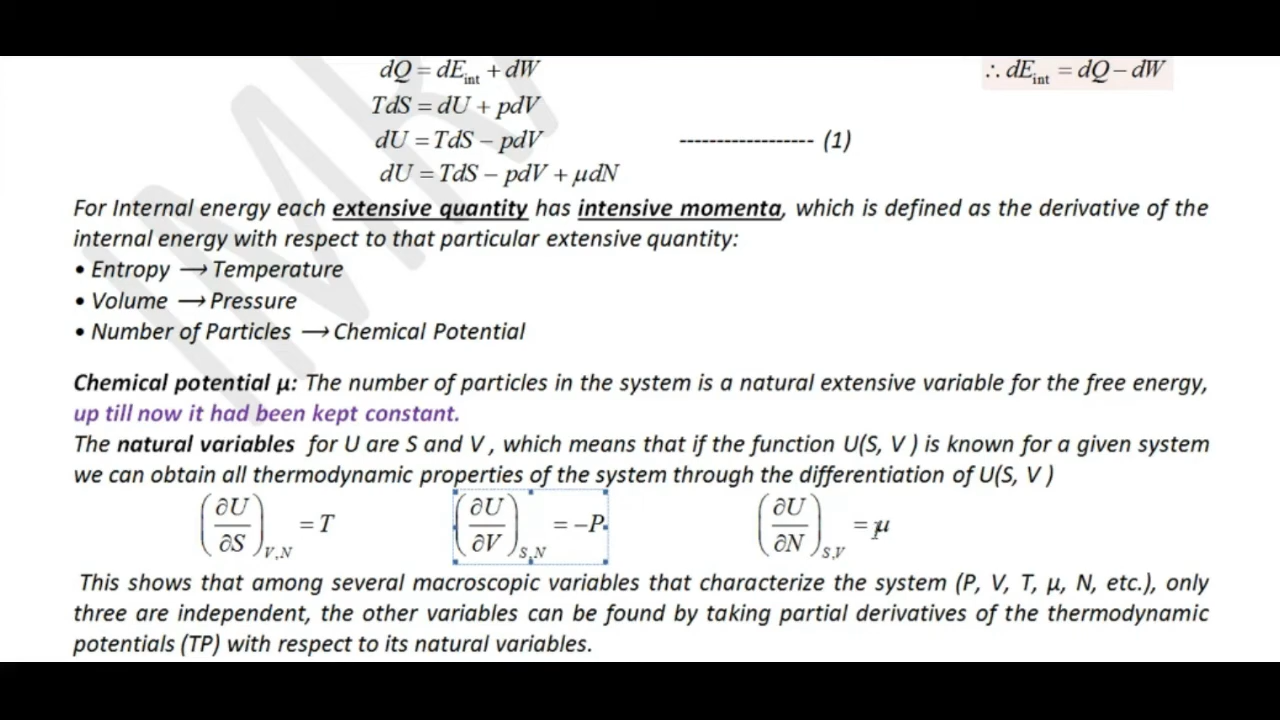 dQ = dE_int + dW ∴ dE_int = dQ − dW
TdS = dU + pdV
dU = TdS − pdV ------------------ (1)
dU = TdS − pdV + μdN
For Internal energy each extensive quantity has intensive momenta, which is defined as the derivative of the
internal energy with respect to that particular extensive quantity:
• Entropy → Temperature
• Volume → Pressure
• Number of Particles → Chemical Potential
Chemical potential μ: The number of particles in the system is a natural extensive variable for the free energy,
up till now it had been kept constant.
The natural variables for U are S and V , which means that if the function U(S, V ) is known for a given system
we can obtain all thermodynamic properties of the system through the differentiation of U(S, V )
(∂U/∂S)_V,N = T (∂U/∂V)_S,N = −P (∂U/∂N)_S,V = μ
This shows that among several macroscopic variables that characterize the system (P, V, T, μ, N, etc.), only
three are independent, the other variables can be found by taking partial derivatives of the thermodynamic
potentials (TP) with respect to its natural variables.